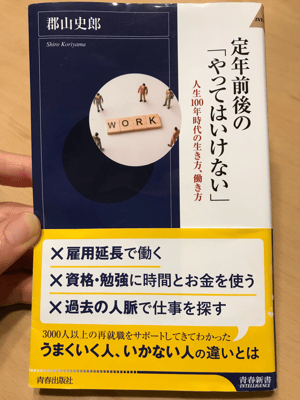 郡山史郎
Shiro Koriyama
定年前後の
「やってはいけない」
人生100年時代の生き方、働き方
WORK
×雇用延長で働く
×資格・勉強に時間とお金を使う
×過去の人脈で仕事を探す
3000人以上の再就職をサポートしてきてわかった
うまくいく人、いかない人の違いとは
青春出版社
青春新書
INTELLIGENCE